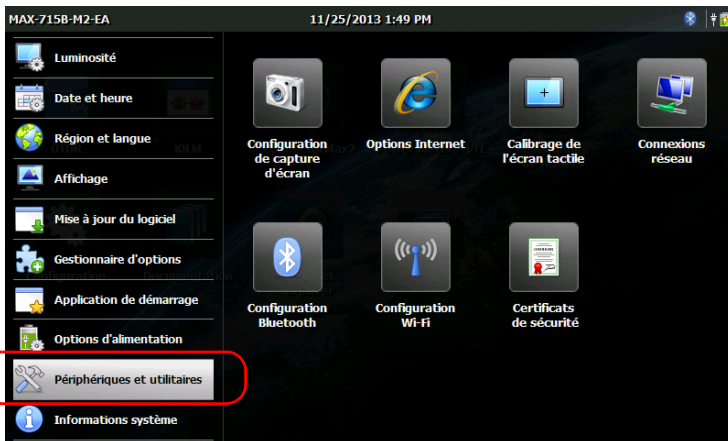 MAX-715B-M2-EA 11/25/2013 1:49 PM
Luminosité
Date et heure
Région et langue
Affichage
Mise à jour du logiciel
Gestionnaire d'options
Application de démarrage
Options d'alimentation
Périphériques et utilitaires
Informations système
Configuration
de capture
d'écran
Options Internet
Calibrage de
l'écran tactile
Connexions
réseau
Configuration
Bluetooth
Configuration
Wi-Fi
Certificats
de sécurité